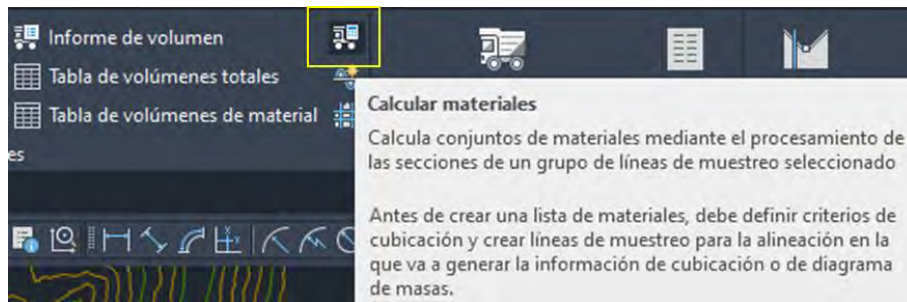 Informe de volumen
Tabla de volúmenes totales
Tabla de volúmenes de material
es
Calcular materiales
Calcula conjuntos de materiales mediante el procesamiento de
las secciones de un grupo de líneas de muestreo seleccionado
Antes de crear una lista de materiales, debe definir criterios de
cubicación y crear líneas de muestreo para la alineación en la
que va a generar la información de cubicación o de diagrama
de masas.